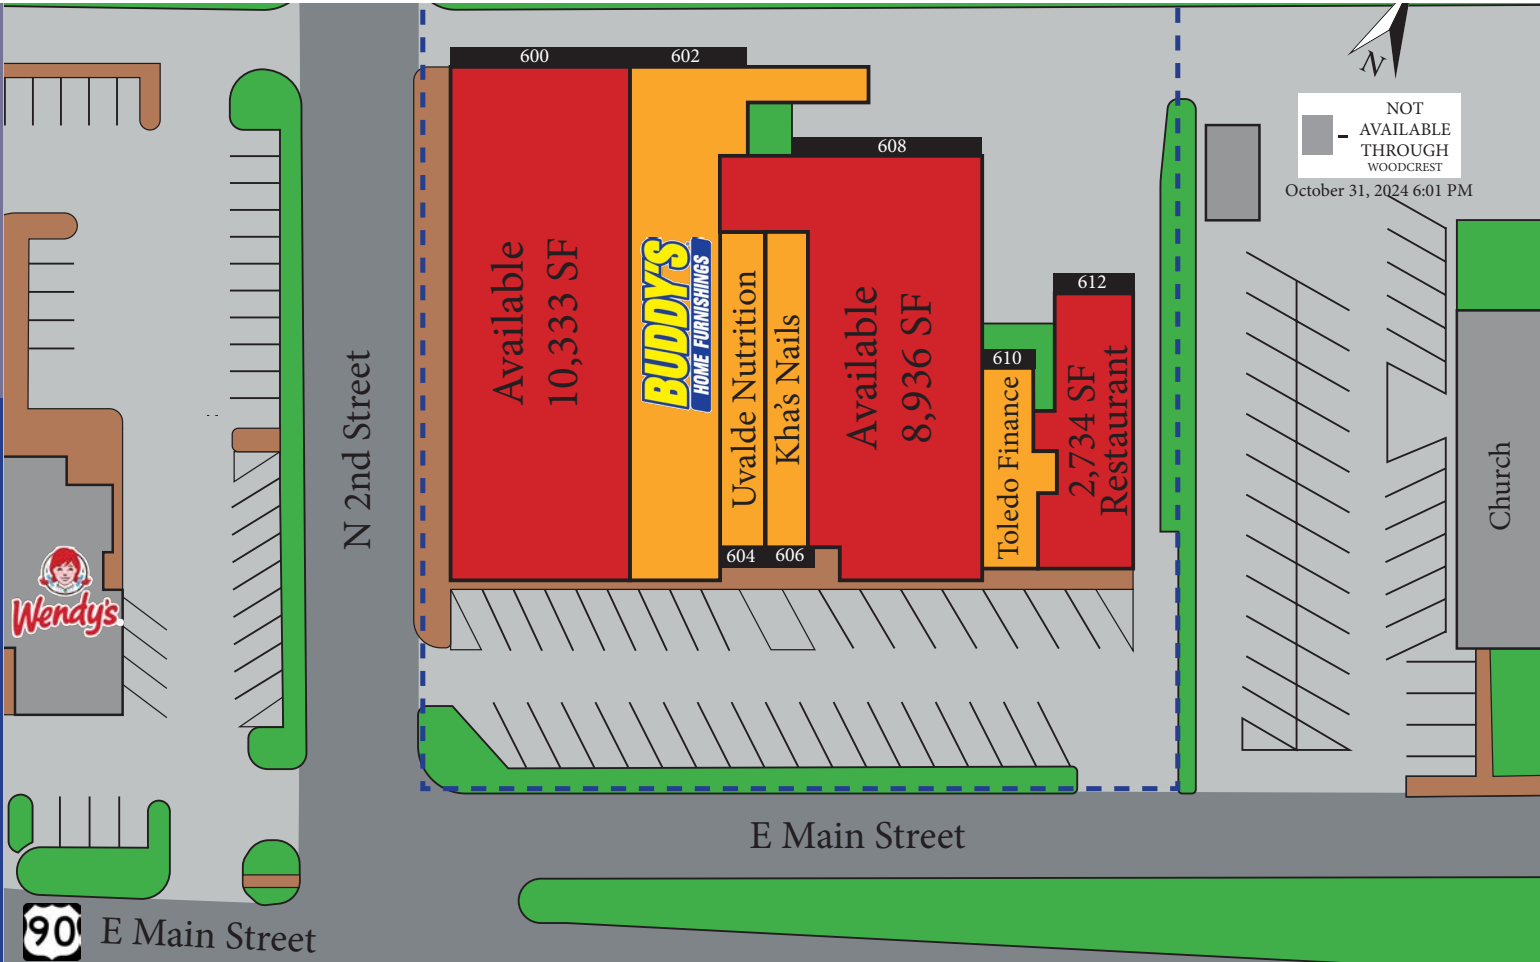 600
602
608
612
610
604
606
N
NOT
AVAILABLE
THROUGH
WOODCREST
October 31, 2024 6:01 PM
Available
10,333 SF
BUDDY'S
HOME FURNISHINGS
Uvalde Nutrition
Kha's Nails
Available
8,936 SF
Toledo Finance
2,734 SF
Restaurant
Church
N 2nd Street
Wendy's
E Main Street
90
E Main Street